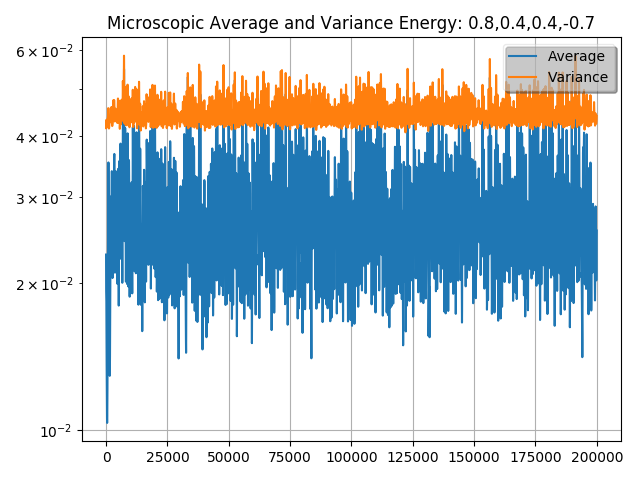 Microscopic Average and Variance Energy: 0.8,0.4,0.4,-0.7
6 × 10⁻²
4 × 10⁻²
3 × 10⁻²
2 × 10⁻²
10⁻²
Average
Variance
0 25000 50000 75000 100000 125000 150000 175000 200000